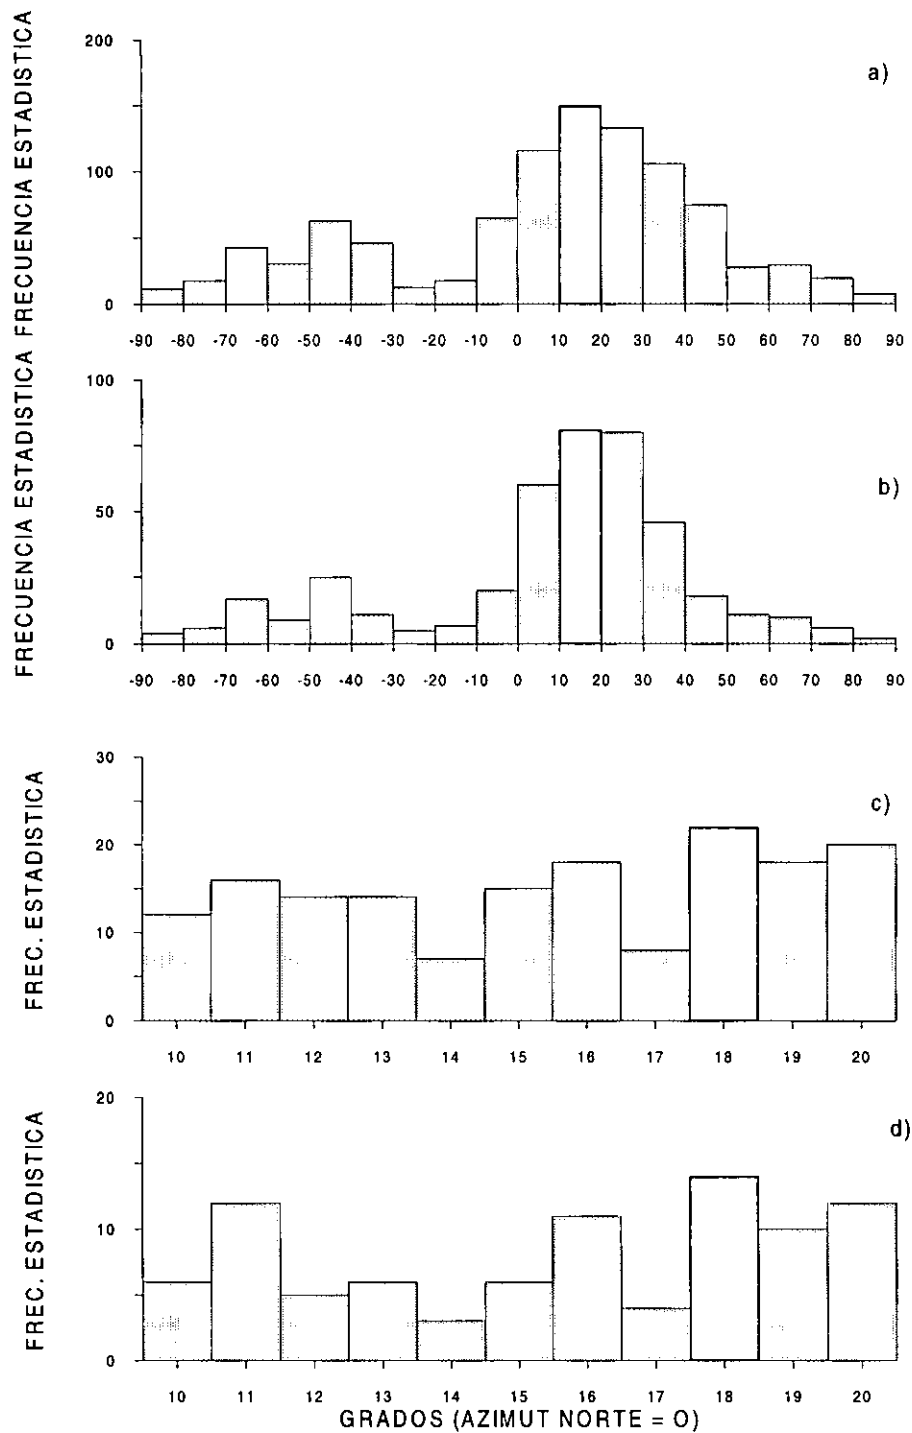 FRECUENCIA ESTADISTICA FRECUENCIA ESTADISTICA
200
100
0
a)
-90 -80 -70 -60 -50 -40 -30 -20 -10 0 10 20 30 40 50 60 70 80 90
100
50
0
b)
-90 -80 -70 -60 -50 -40 -30 -20 -10 0 10 20 30 40 50 60 70 80 90
FREC. ESTADISTICA
30
20
10
0
c)
10 11 12 13 14 15 16 17 18 19 20
FREC. ESTADISTICA
20
10
0
d)
10 11 12 13 14 15 16 17 18 19 20
GRADOS (AZIMUT NORTE = O)